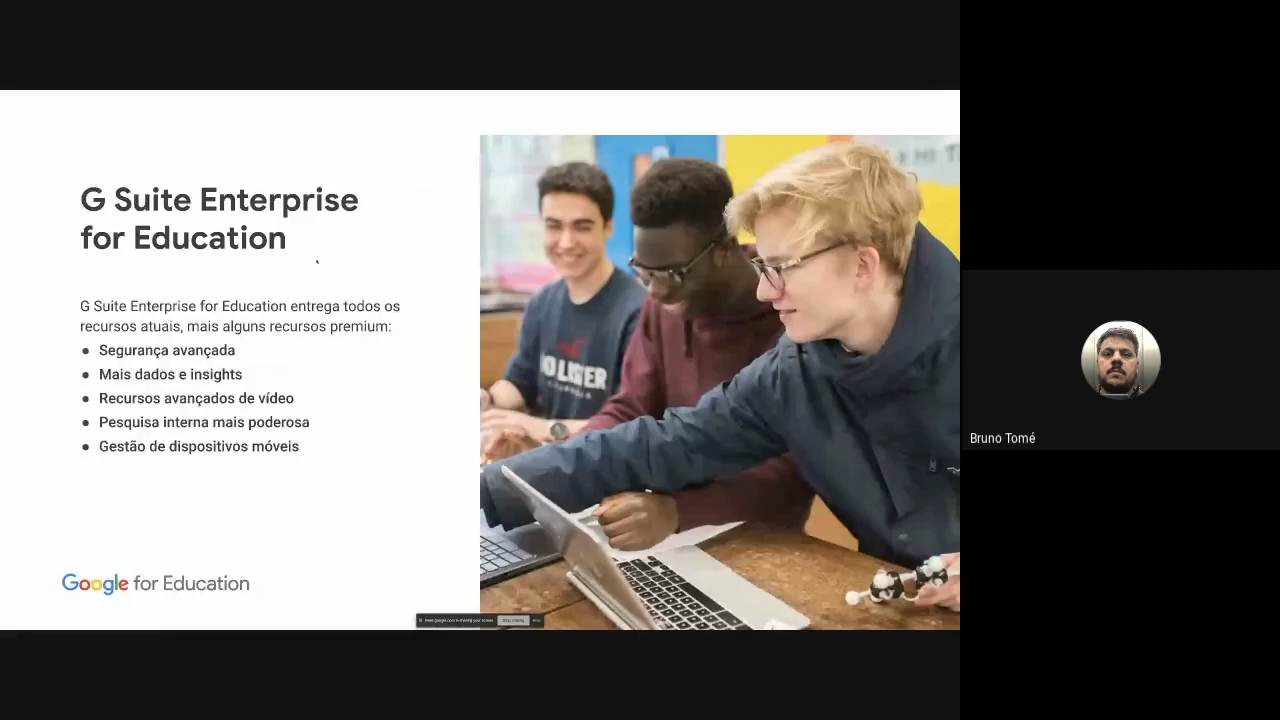 G Suite Enterprise
for Education
G Suite Enterprise for Education entrega todos os
recursos atuais, mais alguns recursos premium:
● Segurança avançada
● Mais dados e insights
● Recursos avançados de vídeo
● Pesquisa interna mais poderosa
● Gestão de dispositivos móveis
Google for Education
Bruno Tomé